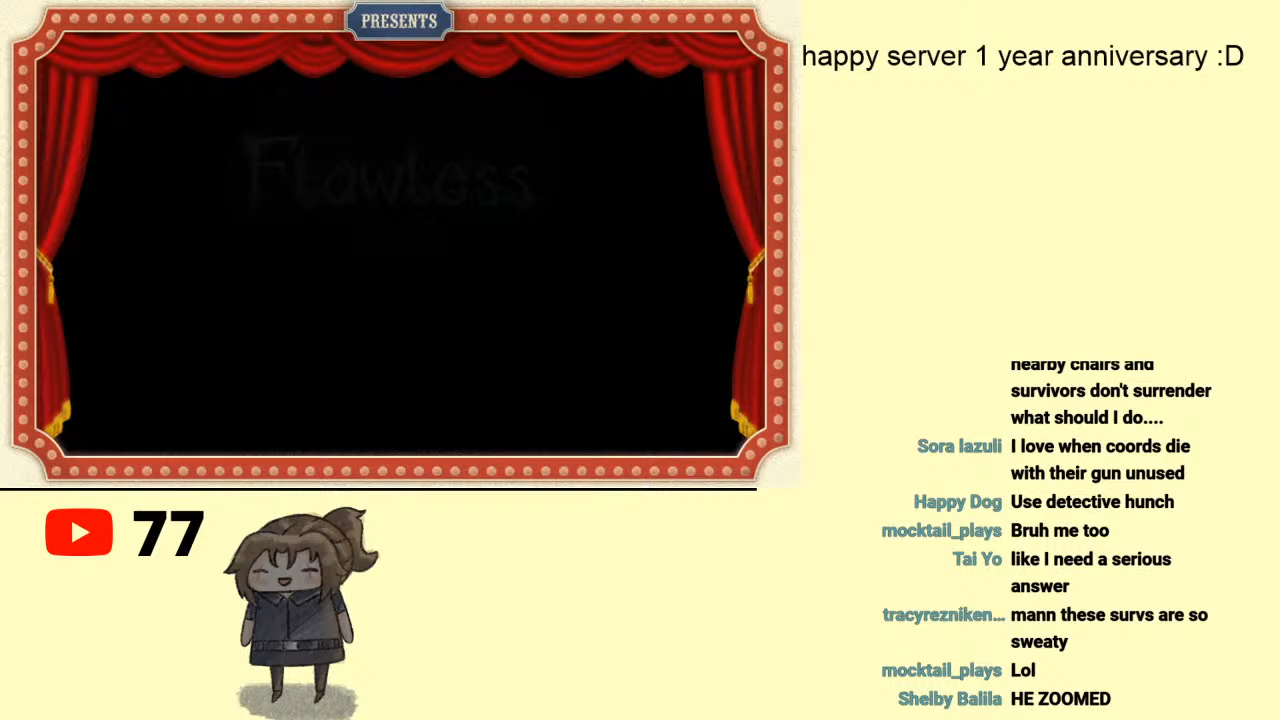 PRESENTS
happy server 1 year anniversary :D
Flawless
nearby chairs and
survivors don't surrender
what should I do....
Sora lazuli I love when coords die
with their gun unused
Happy Dog Use detective hunch
mocktail_plays Bruh me too
Tai Yo like I need a serious
answer
tracyrezniken... mann these survs are so
sweaty
mocktail_plays Lol
Shelby Balila HE ZOOMED
77